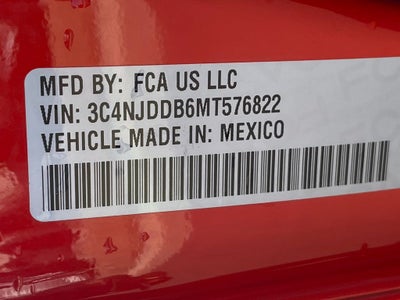 MFD BY: FCA US LLC
VIN: 3C4NJDDB6MT576822
VEHICLE MADE IN: MEXICO